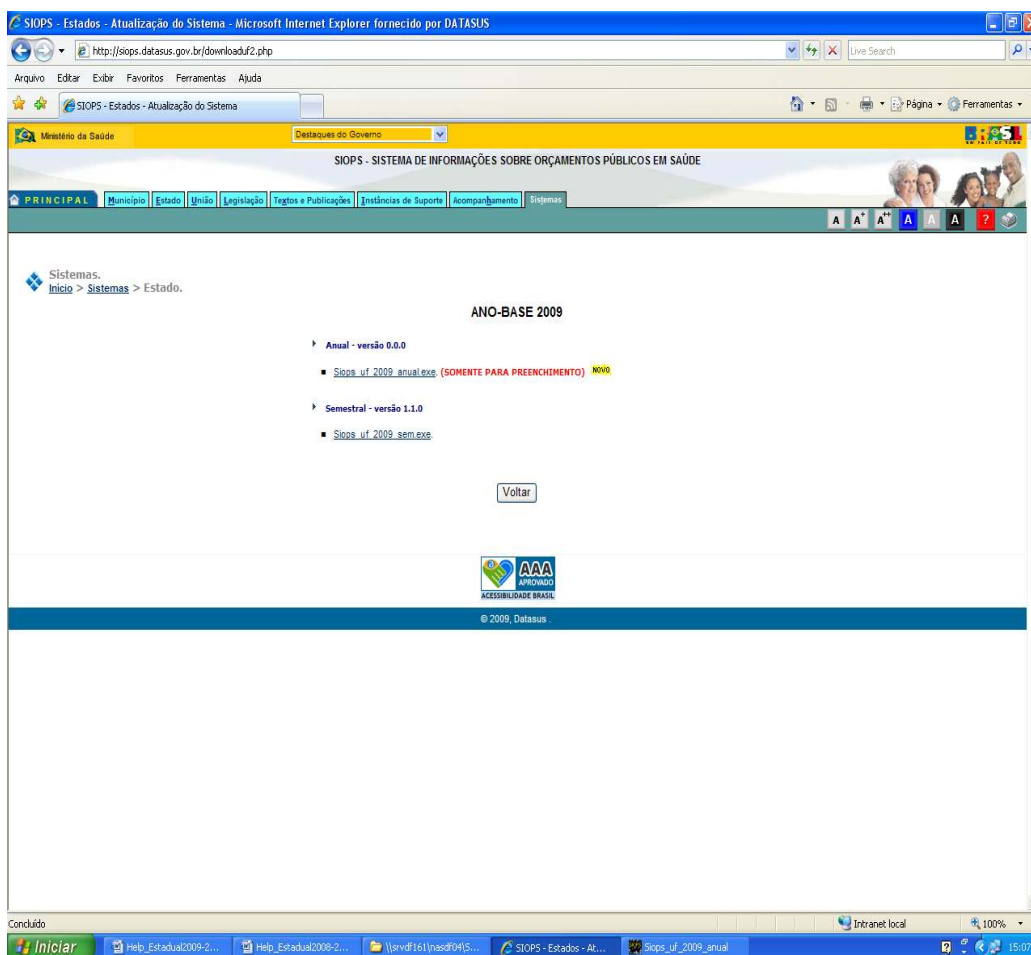 SIOPS - Estados - Atualização do Sistema - Microsoft Internet Explorer fornecido por DATASUS
http://siops.datasus.gov.br/downloaduf2.php
Live Search
Arquivo Editar Exibir Favoritos Ferramentas Ajuda
SIOPS - Estados - Atualização do Sistema
Página
Ferramentas
Ministério da Saúde
Destaques do Governo
SIOPS - SISTEMA DE INFORMAÇÕES SOBRE ORÇAMENTOS PÚBLICOS EM SAÚDE
PRINCIPAL Município Estado União Legislação Textos e Publicações Instâncias de Suporte Acompanhamento Sistemas
A A+ A++ A A A ?
Sistemas.
Início > Sistemas > Estado.
ANO-BASE 2009
Anual - versão 0.0.0
Siops_uf_2009_anual.exe. (SOMENTE PARA PREENCHIMENTO) NOVO
Semestral - versão 1.1.0
Siops_uf_2009_sem.exe.
Voltar
AAA
APROVADO
ACESSIBILIDADE BRASIL
© 2009, Datasus .
Concluído
Intranet local
100%
Iniciar
Help_Estadual2009-2...
Help_Estadual2008-2...
\\srvdf161\nasdf04\S...
SIOPS - Estados - At...
Siops_uf_2009_anual
15:07